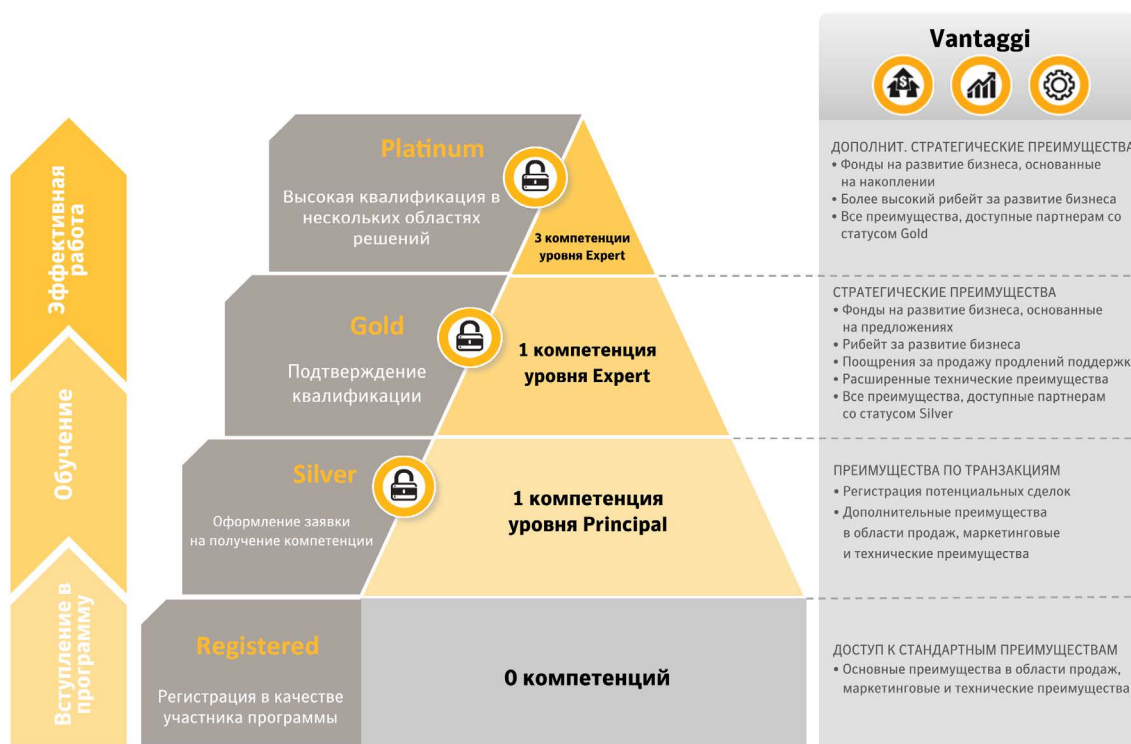 Vantaggi
Эффективная
работа
Обучение
Вступление в
программу
Platinum
Высокая квалификация в
нескольких областях
решений
3 компетенции
уровня Expert
ДОПОЛНИТ. СТРАТЕГИЧЕСКИЕ ПРЕИМУЩЕСТВА
• Фонды на развитие бизнеса, основанные
на накоплении
• Более высокий рибейт за развитие бизнеса
• Все преимущества, доступные партнерам со
статусом Gold
Gold
Подтверждение
квалификации
1 компетенция
уровня Expert
СТРАТЕГИЧЕСКИЕ ПРЕИМУЩЕСТВА
• Фонды на развитие бизнеса, основанные
на предложениях
• Рибейт за развитие бизнеса
• Поощрения за продажу продлений поддержк
• Расширенные технические преимущества
• Все преимущества, доступные партнерам
со статусом Silver
Silver
Оформление заявки
на получение компетенции
1 компетенция
уровня Principal
ПРЕИМУЩЕСТВА ПО ТРАНЗАКЦИЯМ
• Регистрация потенциальных сделок
• Дополнительные преимущества
в области продаж, маркетинговые
и технические преимущества
Registered
Регистрация в качестве
участника программы
0 компетенций
ДОСТУП К СТАНДАРТНЫМ ПРЕИМУЩЕСТВАМ
• Основные преимущества в области продаж,
маркетинговые и технические преимущества